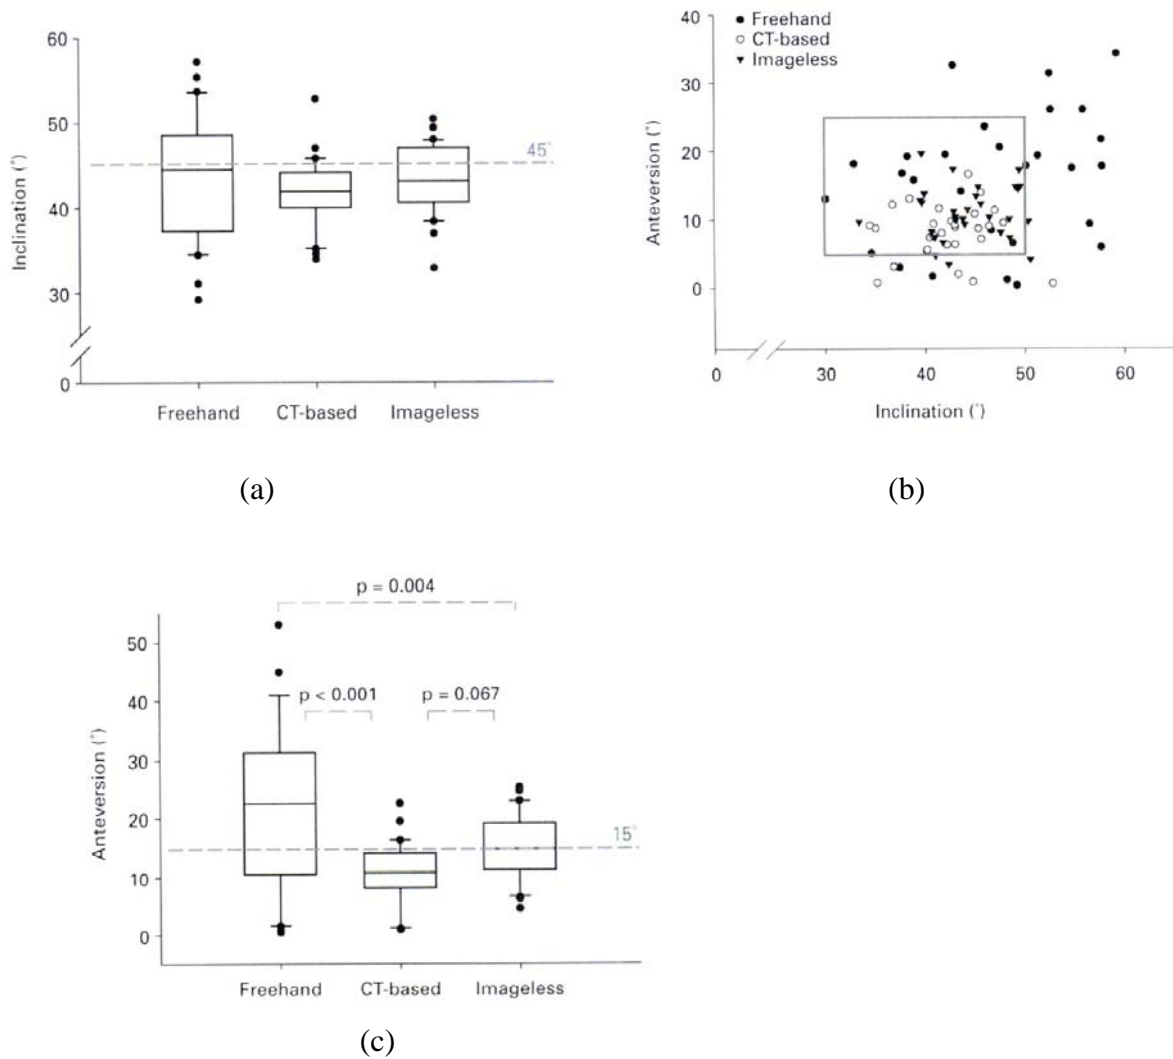 60
50
40
30
0
Inclination (°)
45°
Freehand
CT-based
Imageless
(a)
40
30
20
10
0
Anteversion (°)
Freehand
CT-based
Imageless
0
30
40
50
60
Inclination (°)
(b)
p = 0.004
p < 0.001
p = 0.067
50
40
30
20
10
0
Anteversion (°)
15°
Freehand
CT-based
Imageless
(c)